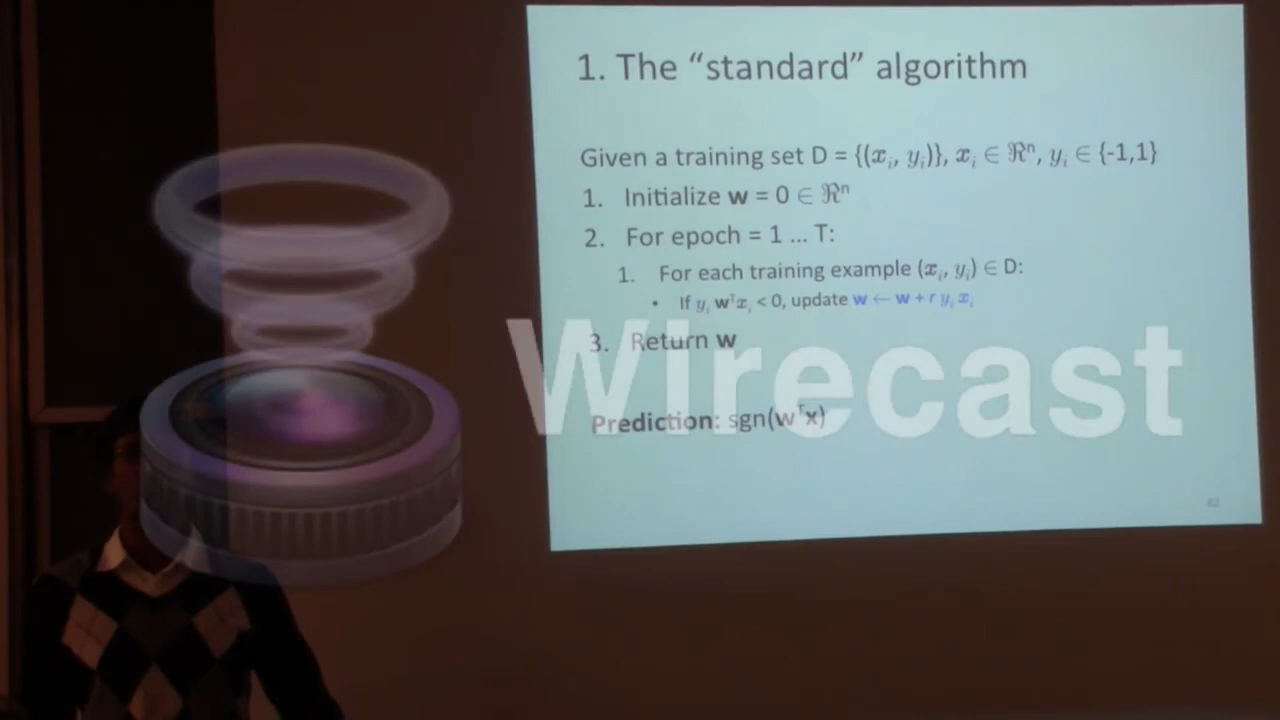 1. The “standard” algorithm
Given a training set D = {(xᵢ, yᵢ)}, xᵢ ∈ ℜⁿ, yᵢ ∈ {-1,1}
1. Initialize w = 0 ∈ ℜⁿ
2. For epoch = 1 ... T:
1. For each training example (xᵢ, yᵢ) ∈ D:
• If yᵢ wᵀxᵢ < 0, update w ← w + r yᵢ xᵢ
3. Return w
Wirecast
Prediction: sgn(wᵀx)
82